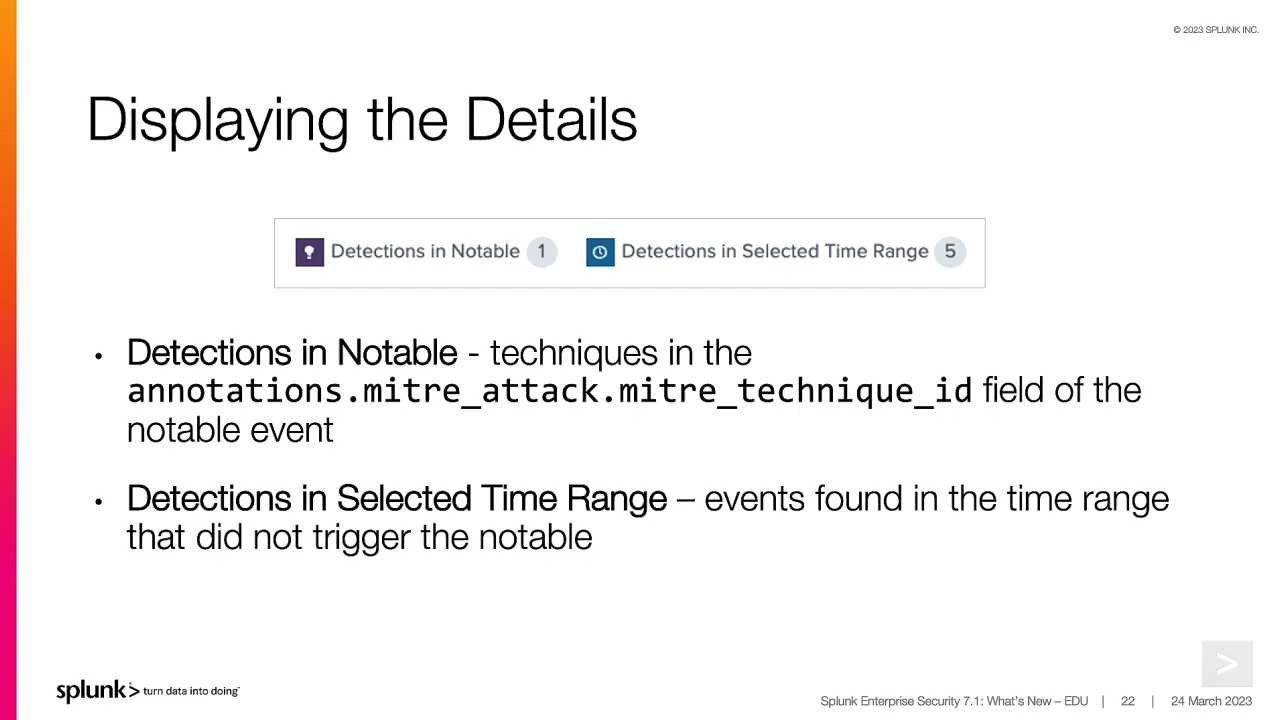 © 2023 SPLUNK INC.
Displaying the Details
Detections in Notable 1 Detections in Selected Time Range 5
• Detections in Notable - techniques in the
annotations.mitre_attack.mitre_technique_id field of the
notable event
• Detections in Selected Time Range – events found in the time range
that did not trigger the notable
splunk> turn data into doing™
Splunk Enterprise Security 7.1: What's New – EDU | 22 | 24 March 2023